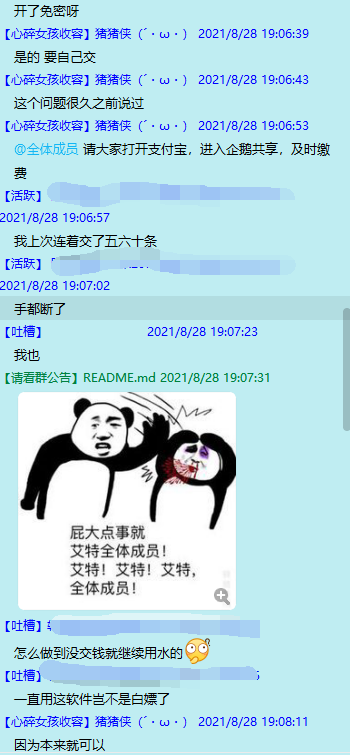 开了免密呀
【心碎女孩收容】猪猪侠（´・ω・） 2021/8/28 19:06:39
是的 要自己交
【心碎女孩收容】猪猪侠（´・ω・） 2021/8/28 19:06:43
这个问题很久之前说过
【心碎女孩收容】猪猪侠（´・ω・） 2021/8/28 19:06:53
@全体成员 请大家打开支付宝，进入企鹅共享，及时缴
费
【活跃】
2021/8/28 19:06:57
我上次连着交了五六十条
【活跃】
2021/8/28 19:07:02
手都断了
【吐槽】 2021/8/28 19:07:23
我也
【请看群公告】README.md 2021/8/28 19:07:31
屁大点事就
艾特全体成员！
艾特！艾特！艾特，
全体成员！
【吐槽】
怎么做到没交钱就继续用水的
【吐槽】
一直用这软件岂不是白嫖了
【心碎女孩收容】猪猪侠（´・ω・） 2021/8/28 19:08:11
因为本来就可以